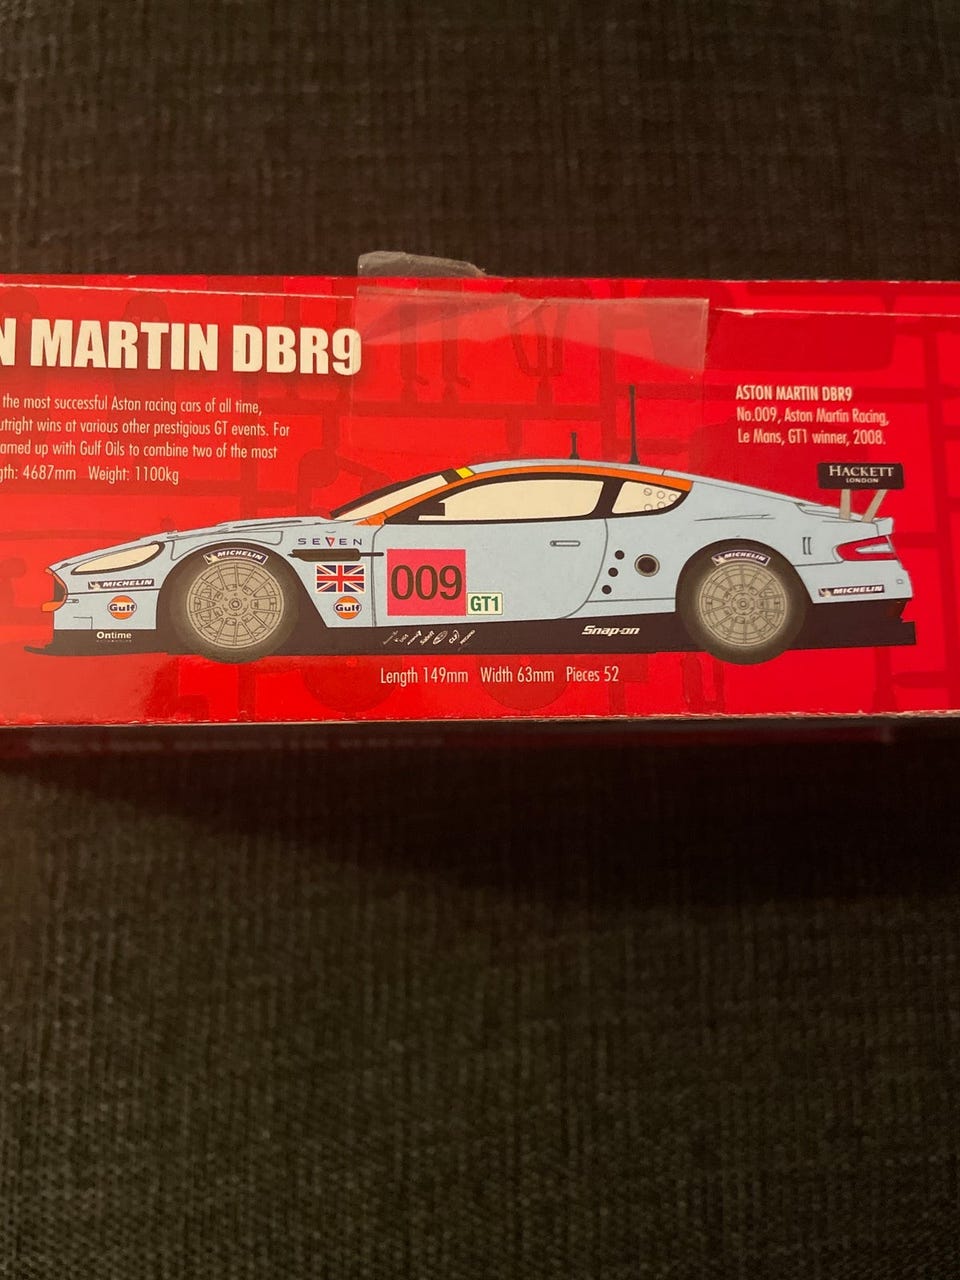 N MARTIN DBR9
the most successful Aston racing cars of all time,
utright wins at various other prestigious GT events. For
amed up with Gulf Oils to combine two of the most
gth: 4687mm Weight: 1100kg
ASTON MARTIN DBR9
No.009, Aston Martin Racing,
Le Mans, GT1 winner, 2008.
HACKETT
LONDON
SEVEN
MICHELIN
MICHELIN
MICHELIN
MICHELIN
Gulf
Gulf
009
GT1
Ontime
Snap-on
Length 149mm Width 63mm Pieces 52